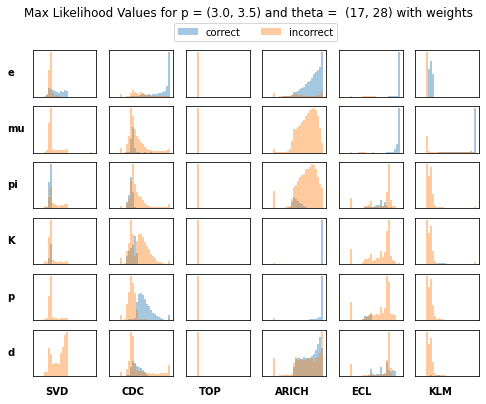 Max Likelihood Values for p = (3.0, 3.5) and theta =  (17, 28) with weights
correct incorrect
e
mu
pi
K
p
d
SVD CDC TOP ARICH ECL KLM